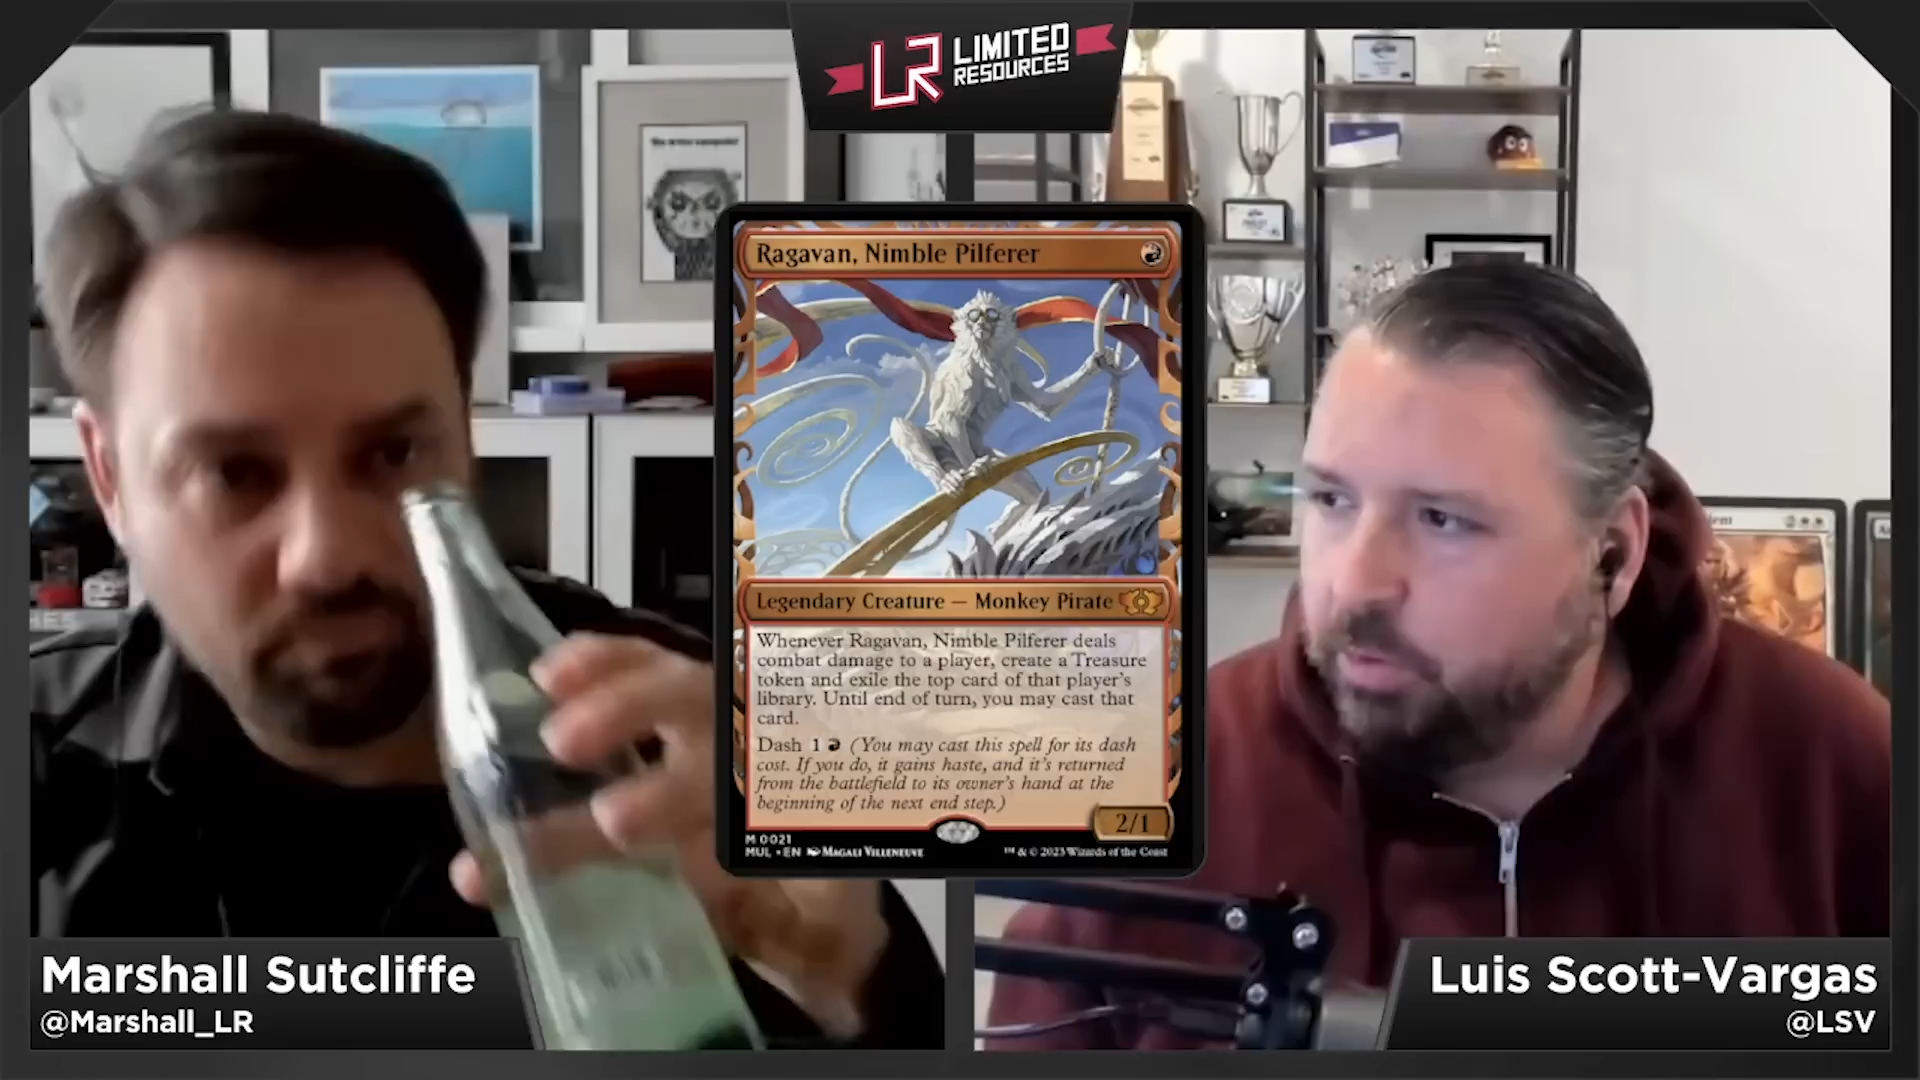 LR LIMITED
RESOURCES
Ragavan, Nimble Pilferer
Legendary Creature — Monkey Pirate
Whenever Ragavan, Nimble Pilferer deals
combat damage to a player, create a Treasure
token and exile the top card of that player's
library. Until end of turn, you may cast that
card.
Dash 1 (You may cast this spell for its dash
cost. If you do, it gains haste, and it's returned
from the battlefield to its owner's hand at the
beginning of the next end step.)
2/1
M 0021
MUL • EN Magali Villeneuve
™ & © 2023 Wizards of the Coast
Marshall Sutcliffe
@Marshall_LR
Luis Scott-Vargas
@LSV